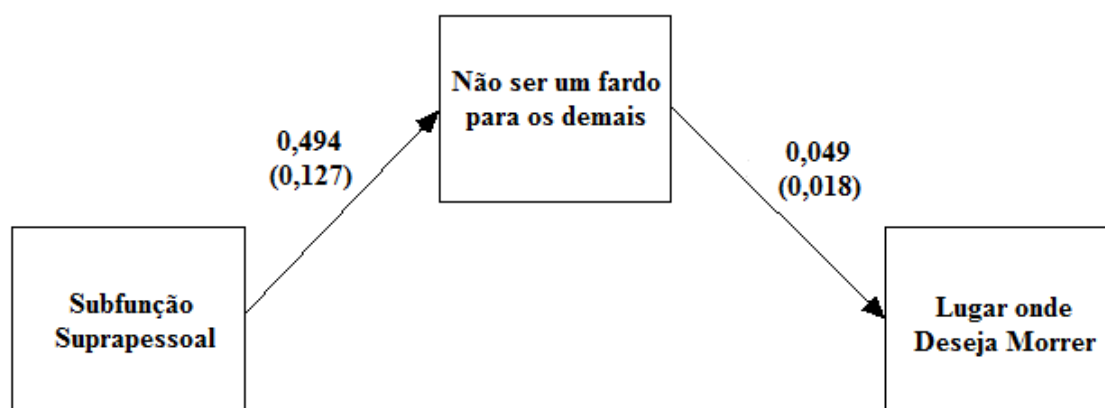 Não ser um fardo
para os demais
0,494
(0,127)
0,049
(0,018)
Subfunção
Suprapessoal
Lugar onde
Deseja Morrer